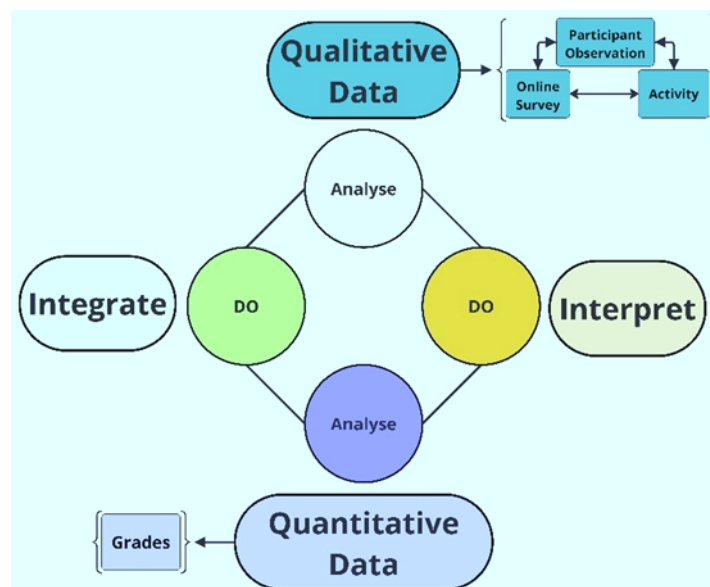 Qualitative
Data
Participant
Observation
Online
Survey
Activity
Analyse
Integrate
DO
DO
Interpret
Analyse
Grades
Quantitative
Data